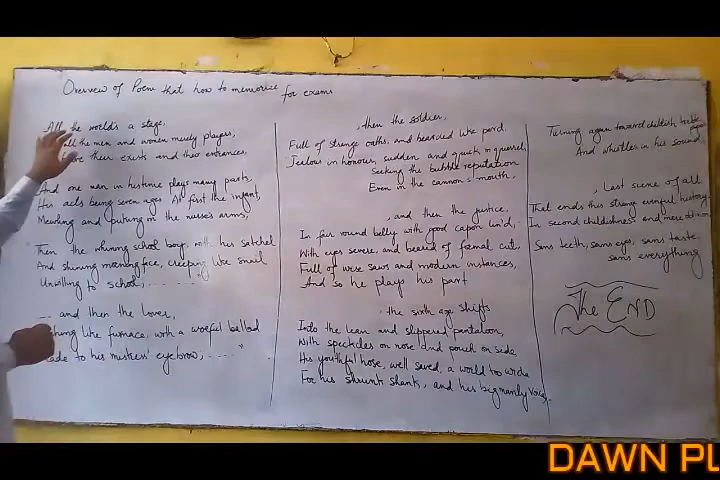 Overview of Poem that how to memorize for exams
All the world's a stage,
all the men and women merely players,
their exists and their entrances,
And one man in his time plays many parts,
His acts being seven ages. At first the infant,
Mewling and puking in the nurse's arms,
Then the whining school boy, with his satchel
And shining morning face, creeping like snail
Unwilling to school, ........
... and then the Lover,
like furnace, with a woeful ballad
to his mistress' eyebrow, ....
, then the soldier,
Full of strange oaths, and bearded like pard,
Jealous in honour, sudden and quick in quarrel,
Seeking the bubble reputation
Even in the cannon's mouth,
, and then the justice,
In fair round belly with good capon lin'd,
With eyes severe, and beard of formal cut,
Full of wise saws and modern instances,
And so he plays his part
, the sixth age shifts
Into the lean and slippered pantaloon,
With spectacles on nose and pouch on side,
His youthful hose, well saved, a world too wide
For his shrunk shank, and his big manly voice,
Turning again toward childish treble,
pipes
And whistles in his sound,
, Last scene of all
That ends this strange eventful history,
In second childishness and mere oblivion
Sans teeth, sans eyes, sans taste,
sans everything
The END
DAWN PL